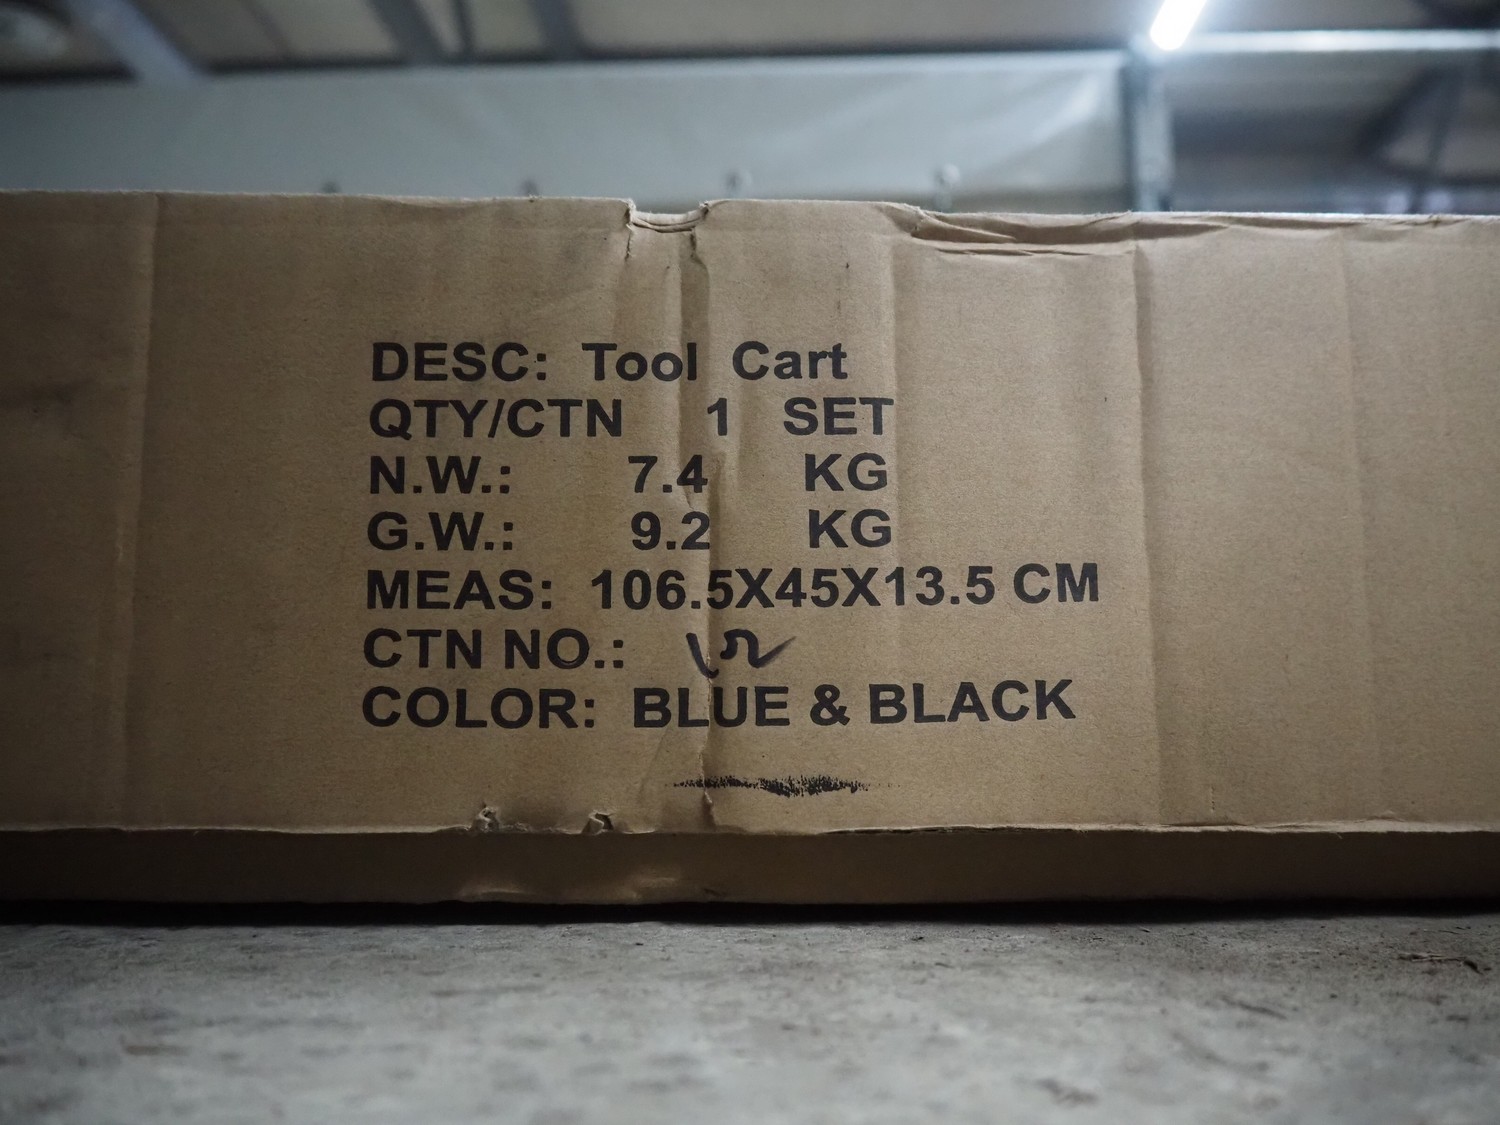 DESC: Tool Cart
QTY/CTN 1 SET
N.W.: 7.4 KG
G.W.: 9.2 KG
MEAS: 106.5X45X13.5 CM
CTN NO.:
COLOR: BLUE & BLACK